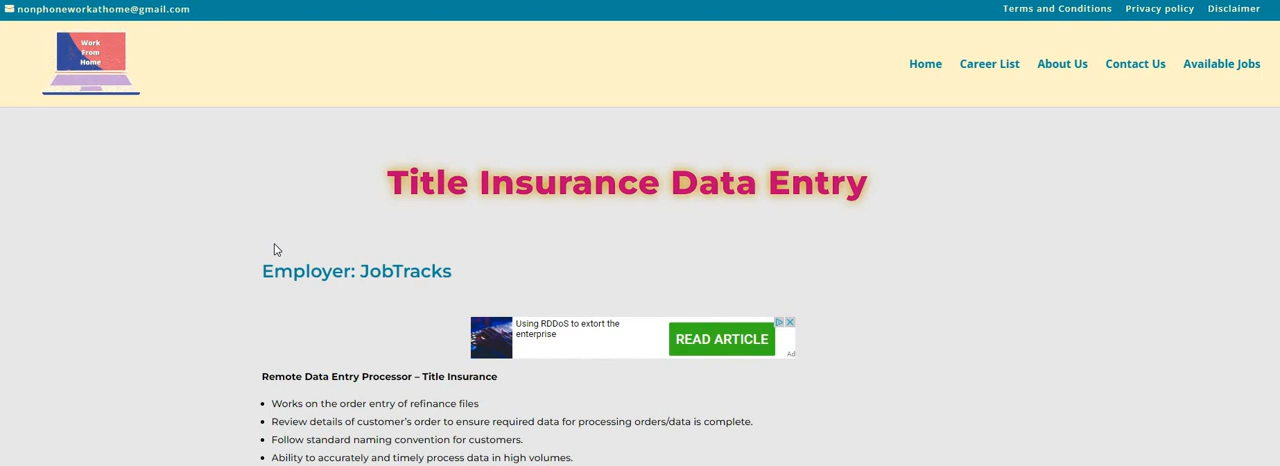 nonphoneworkathome@gmail.com
Terms and Conditions Privacy policy Disclaimer
Work
From
Home
Home Career List About Us Contact Us Available Jobs
Title Insurance Data Entry
Employer: JobTracks
Using RDDoS to extort the
enterprise
READ ARTICLE
Ad
Remote Data Entry Processor – Title Insurance
• Works on the order entry of refinance files
• Review details of customer’s order to ensure required data for processing orders/data is complete.
• Follow standard naming convention for customers.
• Ability to accurately and timely process data in high volumes.